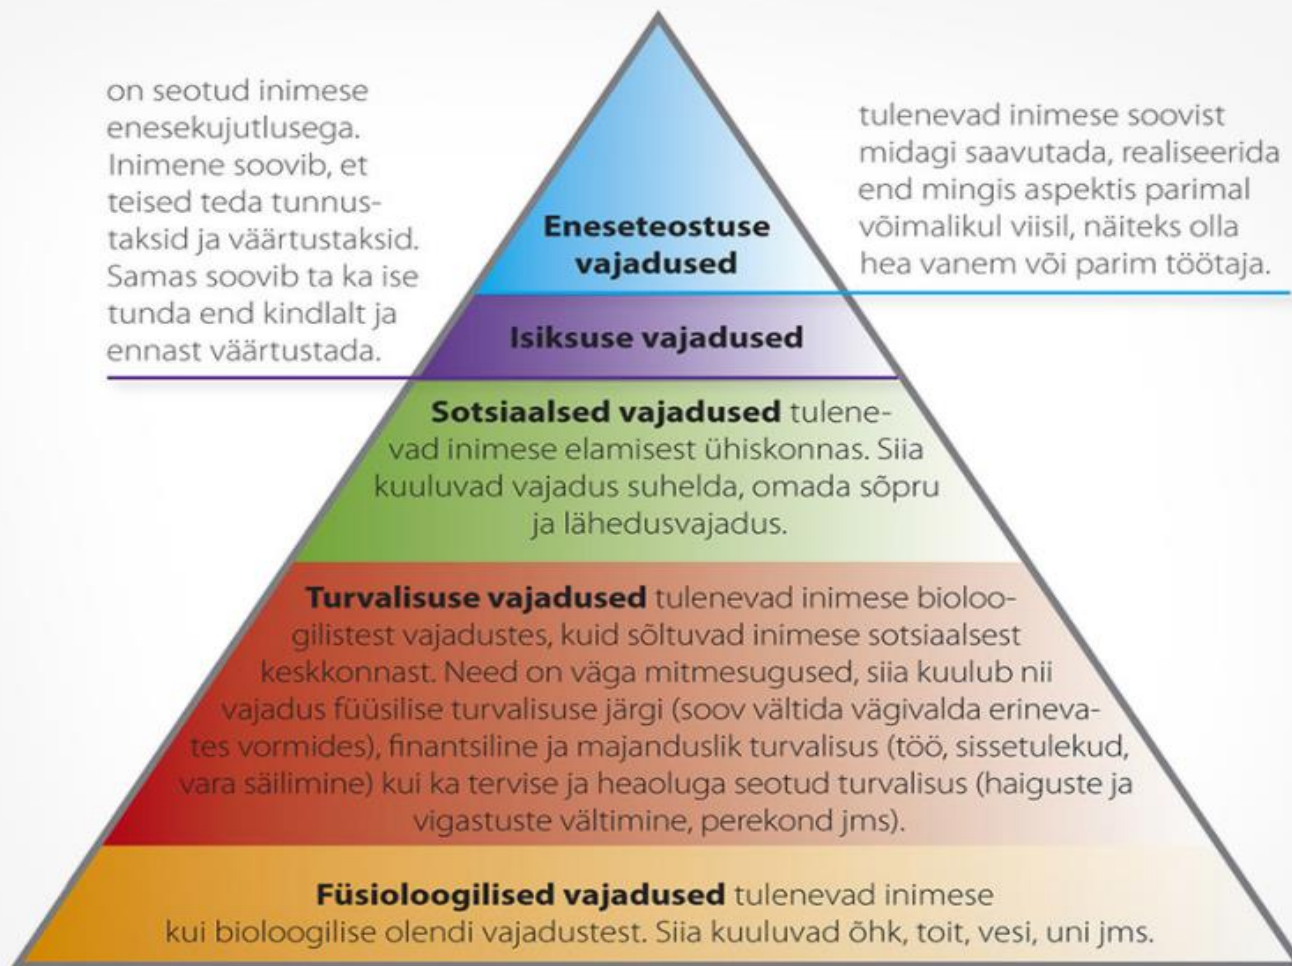 on seotud inimese
enesekujutlusega.
Inimene soovib, et
teised teda tunnus-
taksid ja väärtustaksid.
Samas soovib ta ka ise
tunda end kindlalt ja
ennast väärtustada.
tulenevad inimese soovist
midagi saavutada, realiseerida
end mingis aspektis parimal
võimalikul viisil, näiteks olla
hea vanem või parim töötaja.
Eneseteostuse
vajadused
Isiksuse vajadused
Sotsiaalsed vajadused tulene-
vad inimese elamisest ühiskonnas. Siia
kuuluvad vajadus suhelda, omada sõpru
ja lähedusvajadus.
Turvalisuse vajadused tulenevad inimese bioloo-
gilistest vajadustes, kuid sõltuvad inimese sotsiaalsest
keskkonnast. Need on väga mitmesugused, siia kuulub nii
vajadus füüsilise turvalisuse järgi (soov vältida vägivalda erineva-
tes vormides), finantsiline ja majanduslik turvalisus (töö, sissetulekud,
vara säilimine) kui ka tervise ja heaoluga seotud turvalisus (haiguste ja
vigastuste vältimine, perekond jms).
Füsioloogilised vajadused tulenevad inimese
kui bioloogilise olendi vajadustest. Siia kuuluvad õhk, toit, vesi, uni jms.